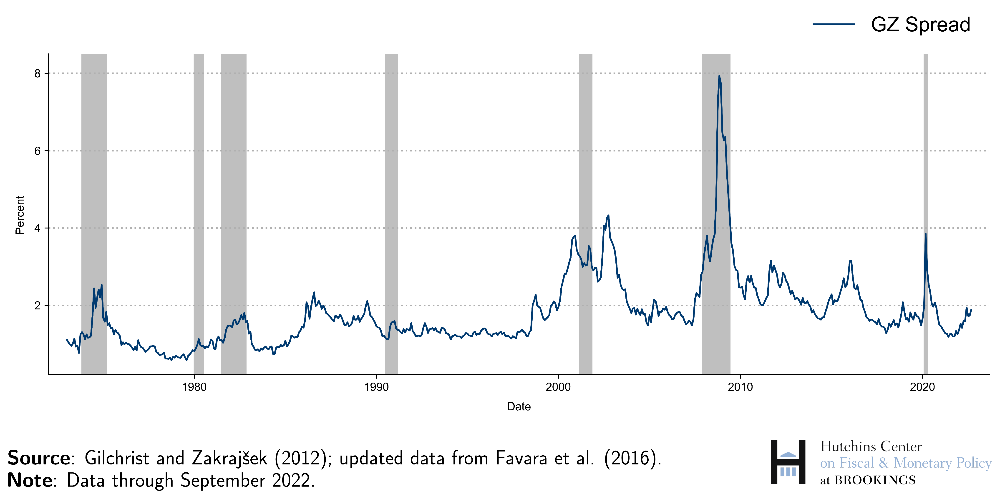 GZ Spread
8
6
4
2
Percent
1980 1990 2000 2010 2020
Date
Source: Gilchrist and Zakrajšek (2012); updated data from Favara et al. (2016).
Note: Data through September 2022.
Hutchins Center
on Fiscal & Monetary Policy
at BROOKINGS